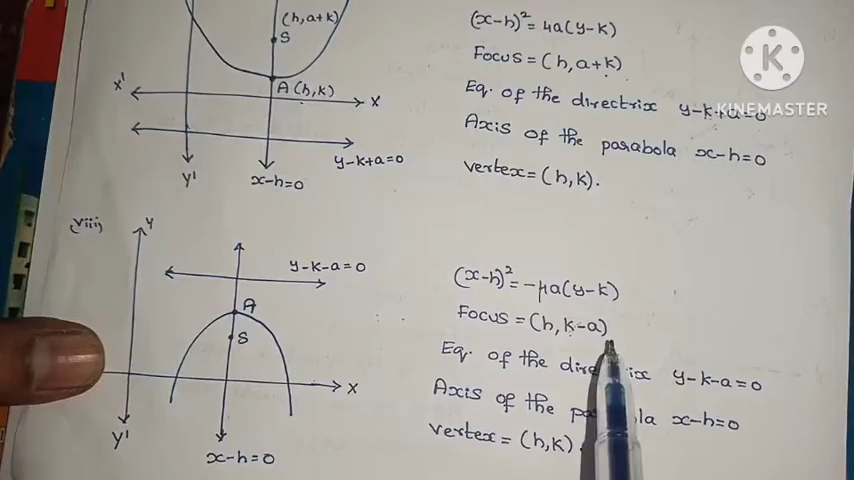 (h, a+k)
S
A (h, k)
X'
X
y-k+a=0
Y'
x-h=0
(x-h)² = 4a(y-k)
Focus = (h, a+k)
Eq. of the directrix y-k+a=0
Axis of the parabola x-h=0
vertex = (h, k).
KINEMASTER
(viii)
Y
y-k-a=0
A
S
X
Y'
x-h=0
(x-h)² = -4a(y-k)
Focus = (h, k-a)
Eq. of the directrix y-k-a=0
Axis of the x-h=0
vertex = (h, k).